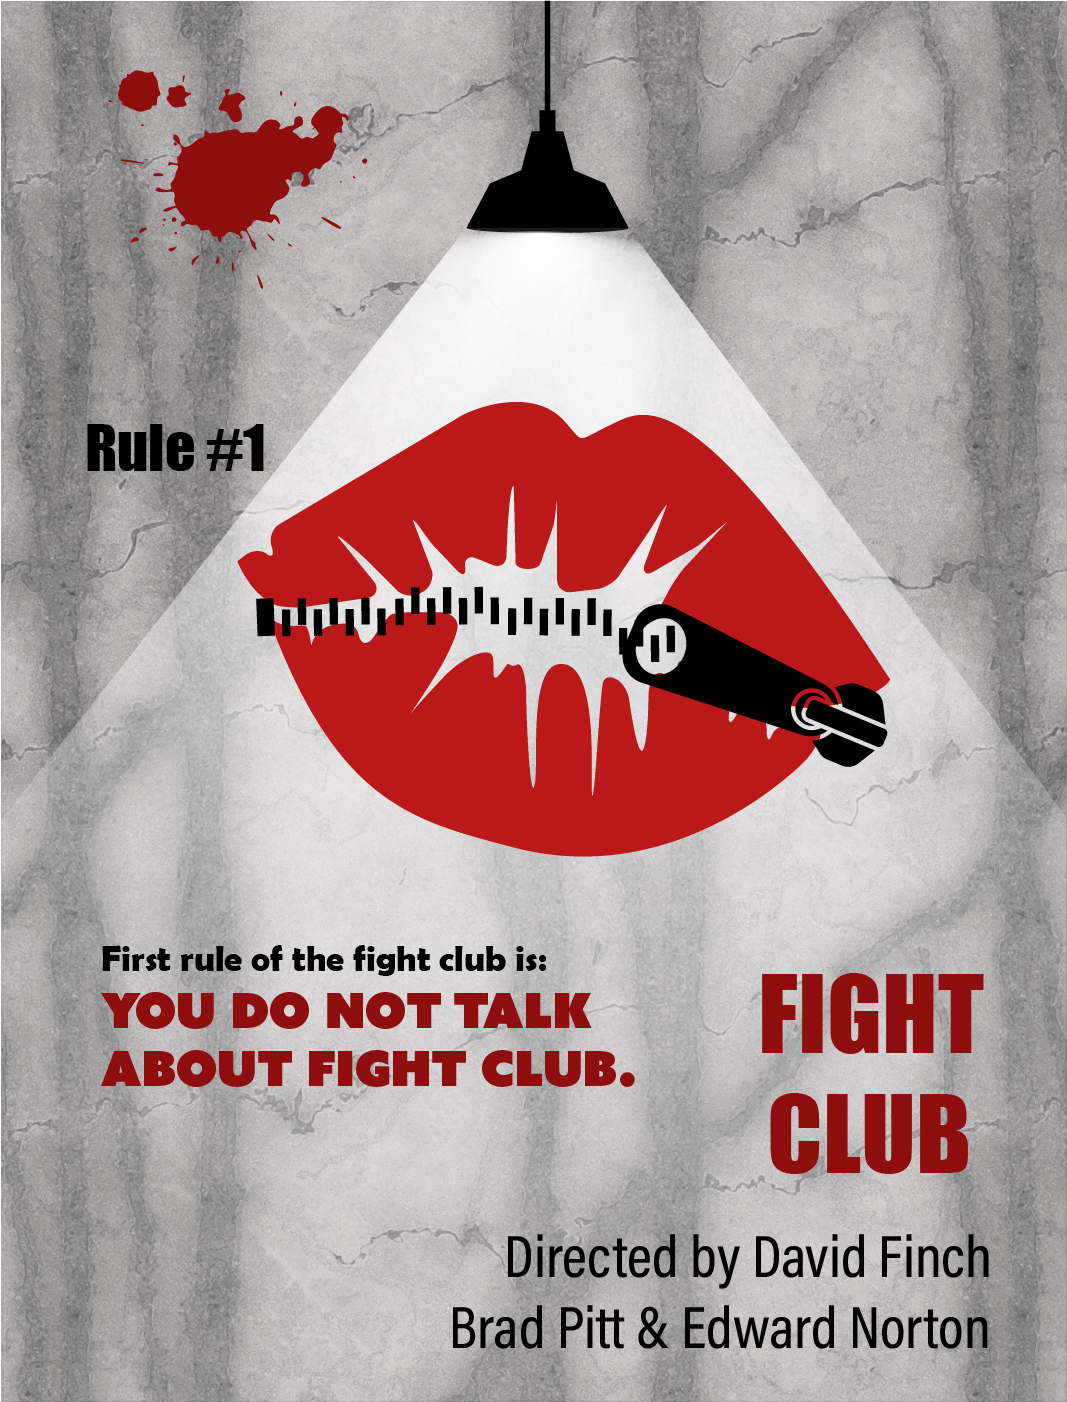 Rule #1
First rule of the fight club is:
YOU DO NOT TALK
ABOUT FIGHT CLUB.
FIGHT
CLUB
Directed by David Finch
Brad Pitt & Edward Norton